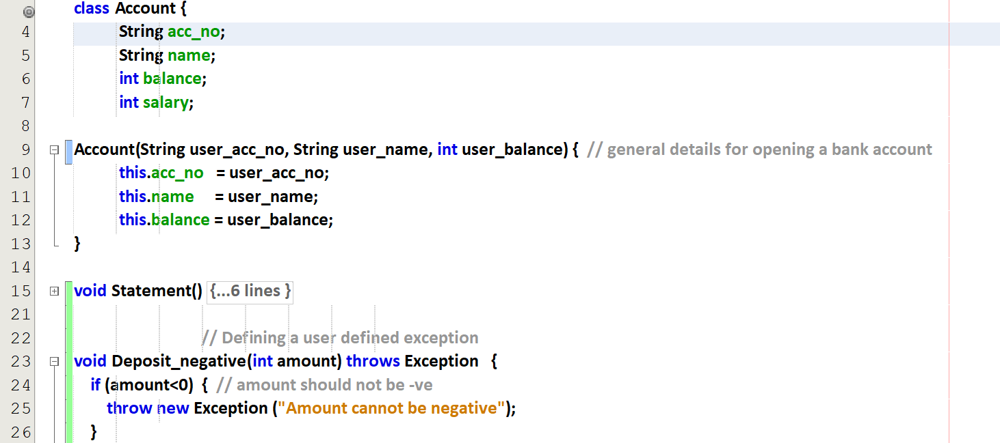 class Account {
4 String acc_no;
5 String name;
6 int balance;
7 int salary;
8
9 Account(String user_acc_no, String user_name, int user_balance) { // general details for opening a bank account
10 this.acc_no = user_acc_no;
11 this.name = user_name;
12 this.balance = user_balance;
13 }
14
15 void Statement() {...6 lines }
21
22 // Defining a user defined exception
23 void Deposit_negative(int amount) throws Exception {
24 if (amount<0) { // amount should not be -ve
25 throw new Exception ("Amount cannot be negative");
26 }